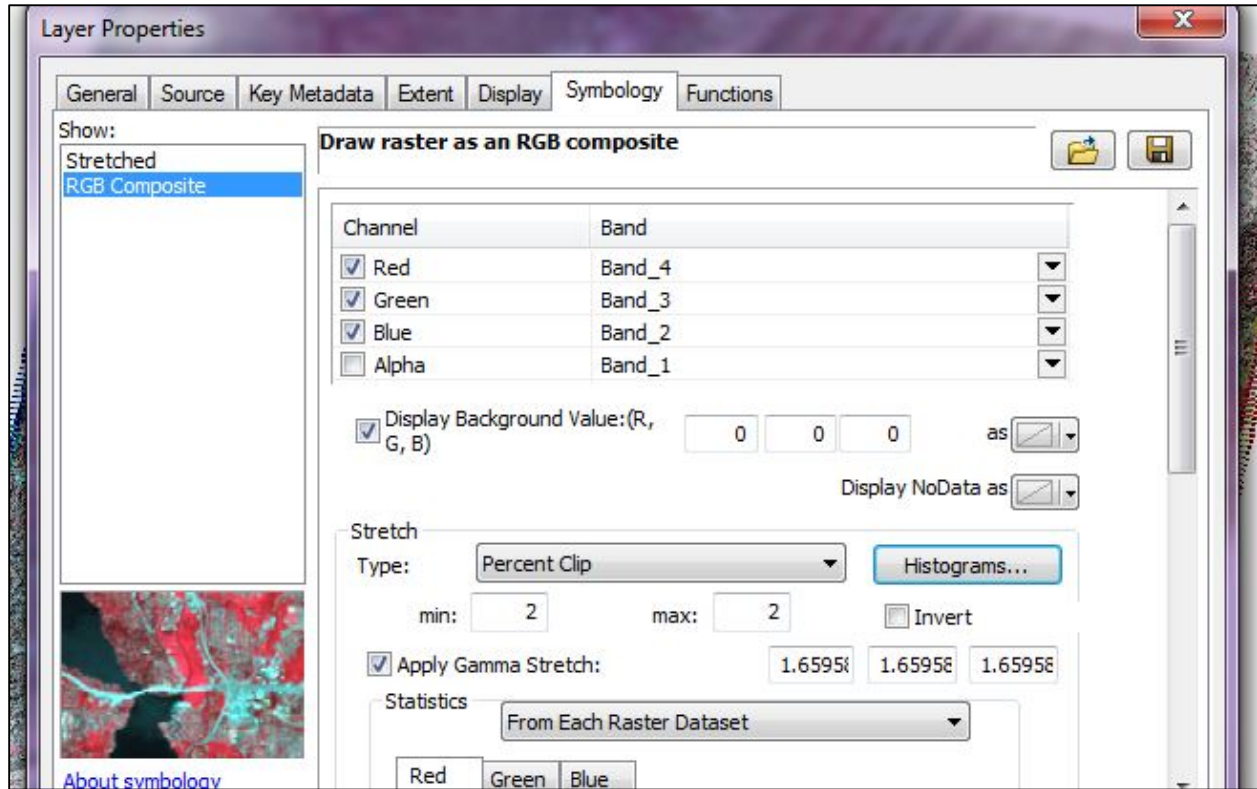 Layer Properties
General Source Key Metadata Extent Display Symbology Functions
Show:
Stretched
RGB Composite
Draw raster as an RGB composite
Channel Band
Red Band_4
Green Band_3
Blue Band_2
Alpha Band_1
Display Background Value:(R, G, B) 0 0 0 as
Display NoData as
Stretch
Type: Percent Clip Histograms...
min: 2 max: 2 Invert
Apply Gamma Stretch: 1.65958 1.65958 1.65958
Statistics
From Each Raster Dataset
Red Green Blue
About symbology